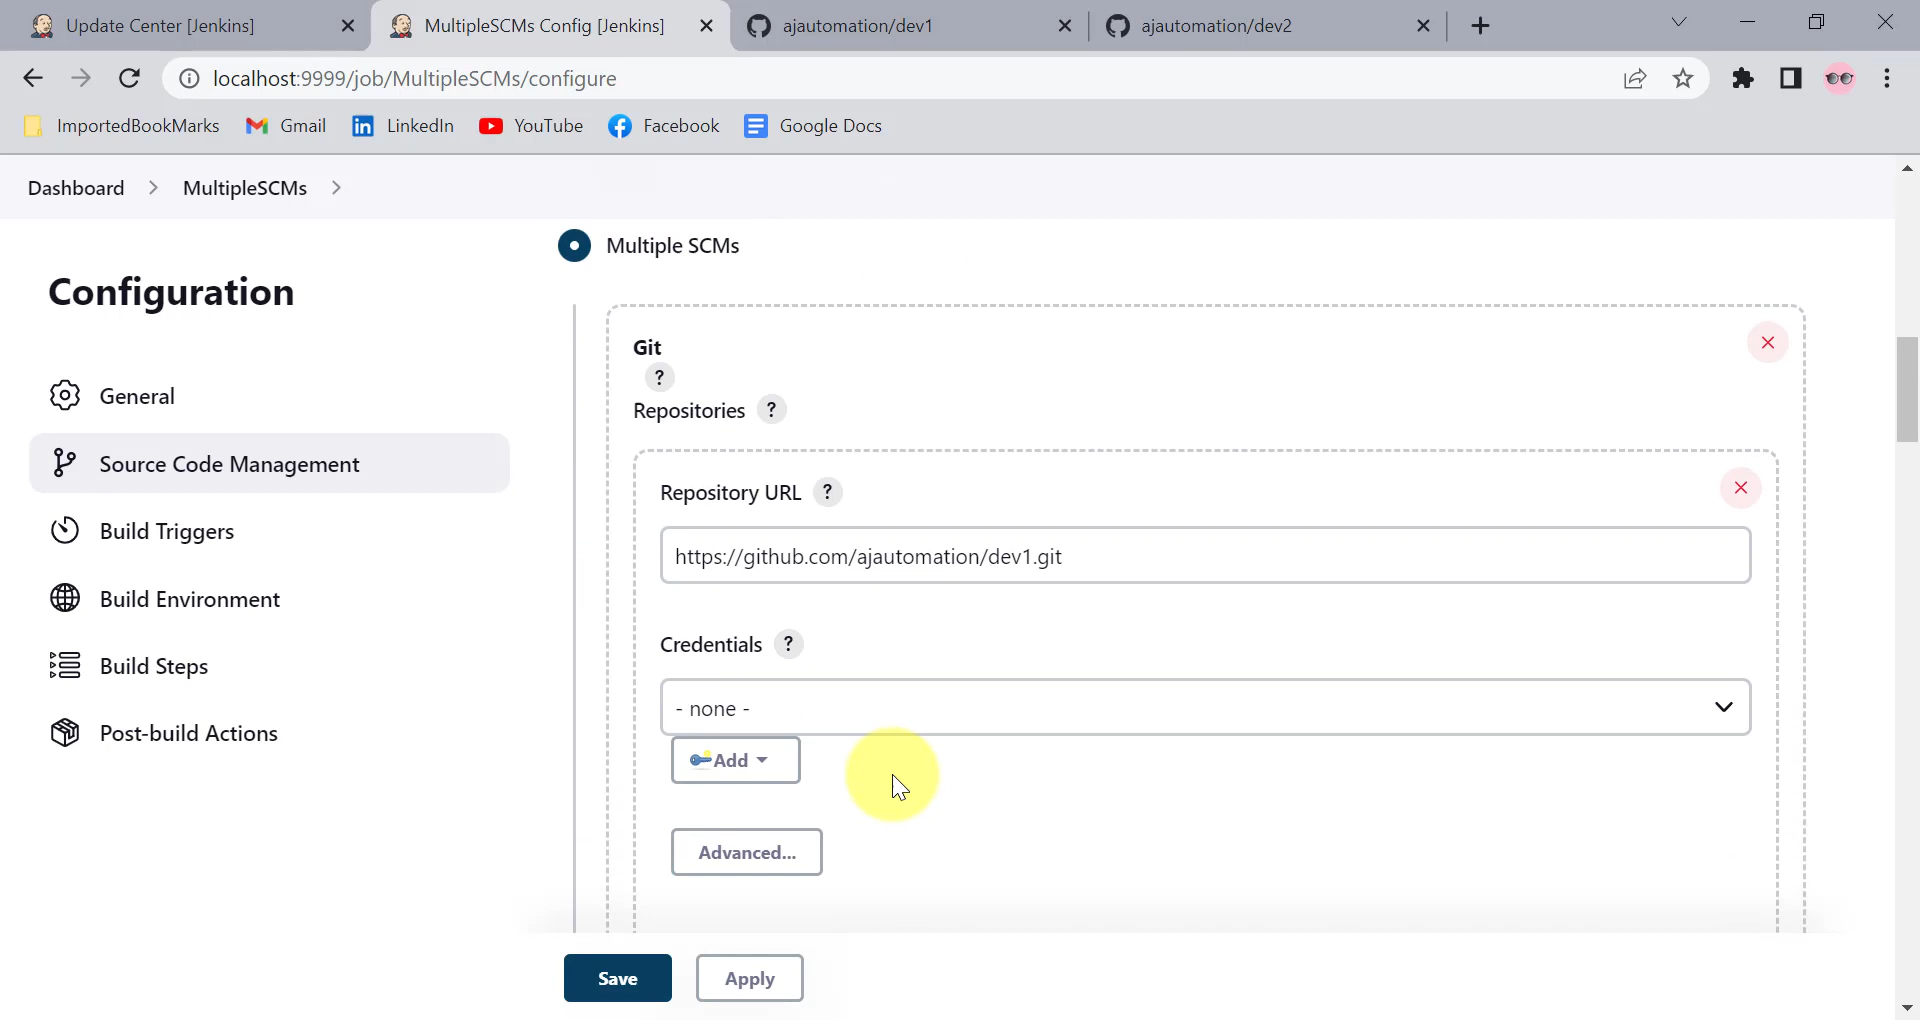 Update Center [Jenkins]
MultipleSCMs Config [Jenkins]
ajautomation/dev1
ajautomation/dev2
localhost:9999/job/MultipleSCMs/configure
ImportedBookMarks
Gmail
LinkedIn
YouTube
Facebook
Google Docs
Dashboard
MultipleSCMs
Multiple SCMs
Configuration
General
Source Code Management
Build Triggers
Build Environment
Build Steps
Post-build Actions
Git
?
Repositories ?
Repository URL ?
https://github.com/ajautomation/dev1.git
Credentials ?
- none -
Add
Advanced...
Save
Apply